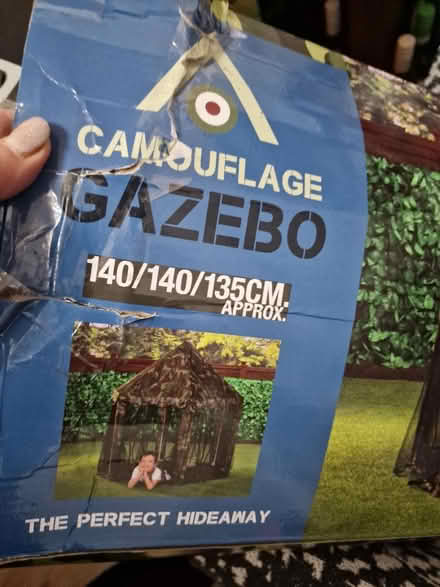 CAMOUFLAGE
GAZEBO
140/140/135CM.
APPROX.
THE PERFECT HIDEAWAY